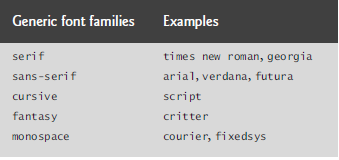 Generic font families Examples
serif times new roman, georgia
sans-serif arial, verdana, futura
cursive script
fantasy critter
monospace courier, fixedsys